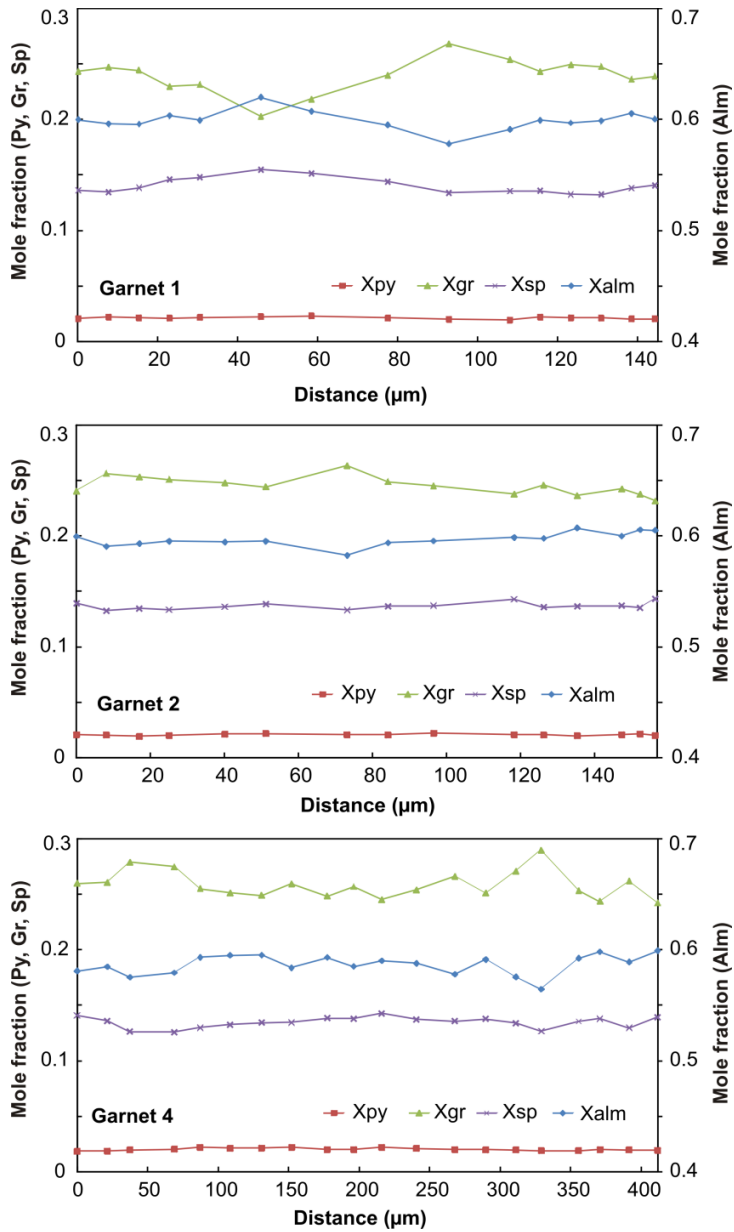 0.3
0.2
0.1
0
Mole fraction (Py, Gr, Sp)
0.7
0.6
0.5
0.4
Mole fraction (Alm)
Garnet 1
Xpy Xgr Xsp Xalm
0 20 40 60 80 100 120 140
Distance (µm)
0.3
0.2
0.1
0
Mole fraction (Py, Gr, Sp)
0.7
0.6
0.5
0.4
Mole fraction (Alm)
Garnet 2
Xpy Xgr Xsp Xalm
0 20 40 60 80 100 120 140
Distance (µm)
0.3
0.2
0.1
0
Mole fraction (Py, Gr, Sp)
0.7
0.6
0.5
0.4
Mole fraction (Alm)
Garnet 4
Xpy Xgr Xsp Xalm
0 50 100 150 200 250 300 350 400
Distance (µm)